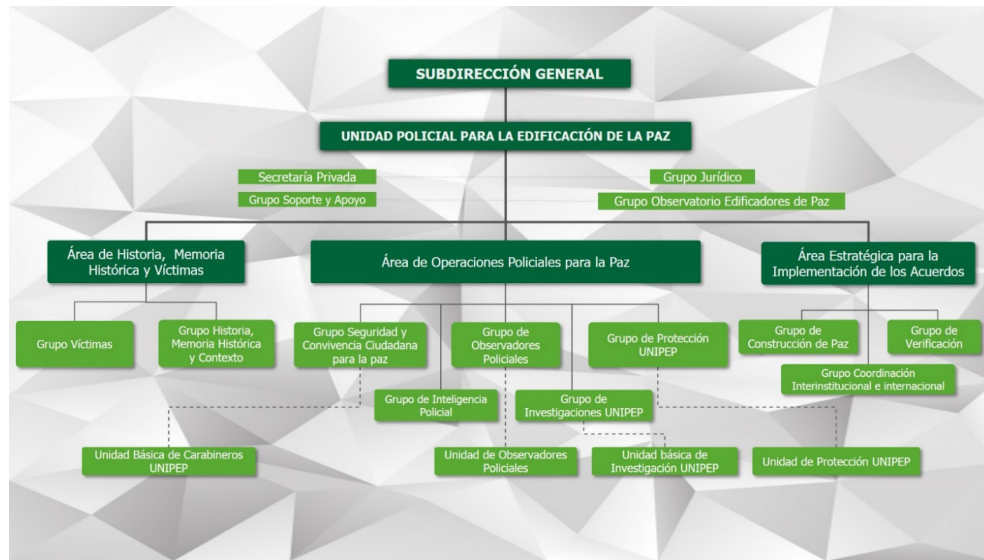 SUBDIRECCIÓN GENERAL
UNIDAD POLICIAL PARA LA EDIFICACIÓN DE LA PAZ
Secretaría Privada
Grupo Jurídico
Grupo Soporte y Apoyo
Grupo Observatorio Edificadores de Paz
Área de Historia, Memoria
Histórica y Víctimas
Área de Operaciones Policiales para la Paz
Área Estratégica para la
Implementación de los Acuerdos
Grupo Víctimas
Grupo Historia,
Memoria Histórica
y Contexto
Grupo Seguridad y
Convivencia Ciudadana
para la paz
Grupo de
Observadores
Policiales
Grupo de Protección
UNIPEP
Grupo de
Construcción de Paz
Grupo de
Verificación
Grupo Coordinación
Interinstitucional e internacional
Grupo de Inteligencia
Policial
Grupo de
Investigaciones UNIPEP
Unidad Básica de Carabineros
UNIPEP
Unidad de Observadores
Policiales
Unidad básica de
Investigación UNIPEP
Unidad de Protección UNIPEP